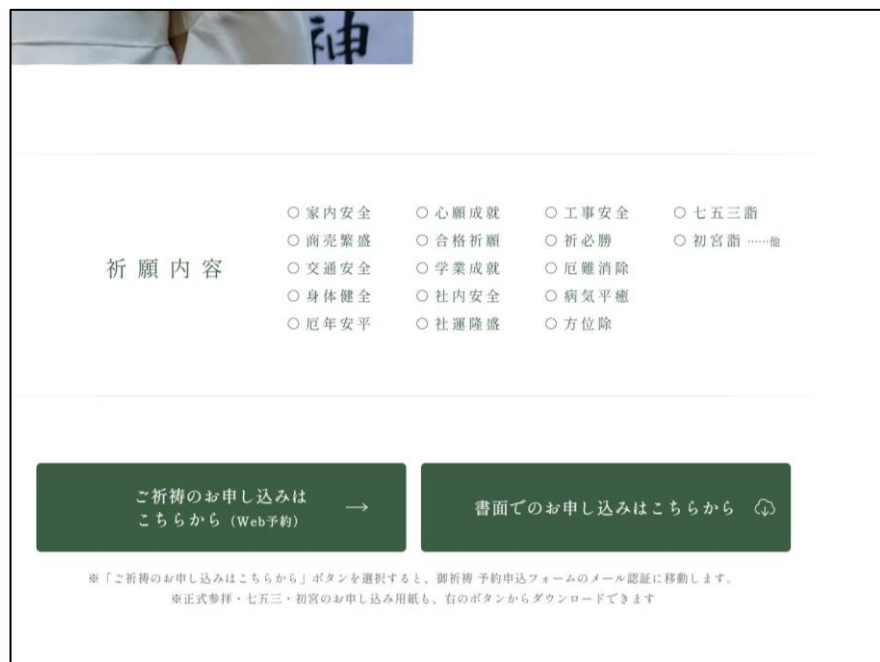 神
祈願内容
○ 家内安全
○ 商売繁盛
○ 交通安全
○ 身体健全
○ 厄年安平
○ 心願成就
○ 合格祈願
○ 学業成就
○ 社内安全
○ 社運隆盛
○ 工事安全
○ 祈必勝
○ 厄難消除
○ 病気平癒
○ 方位除
○ 七五三詣
○ 初宮詣 ……他
ご祈祷のお申し込みは
こちらから（Web予約）
書面でのお申し込みはこちらから
※「ご祈祷のお申し込みはこちらから」ボタンを選択すると、御祈祷 予約申込フォームのメール認証に移動します。
※正式参拝・七五三・初宮のお申し込み用紙も、右のボタンからダウンロードできます